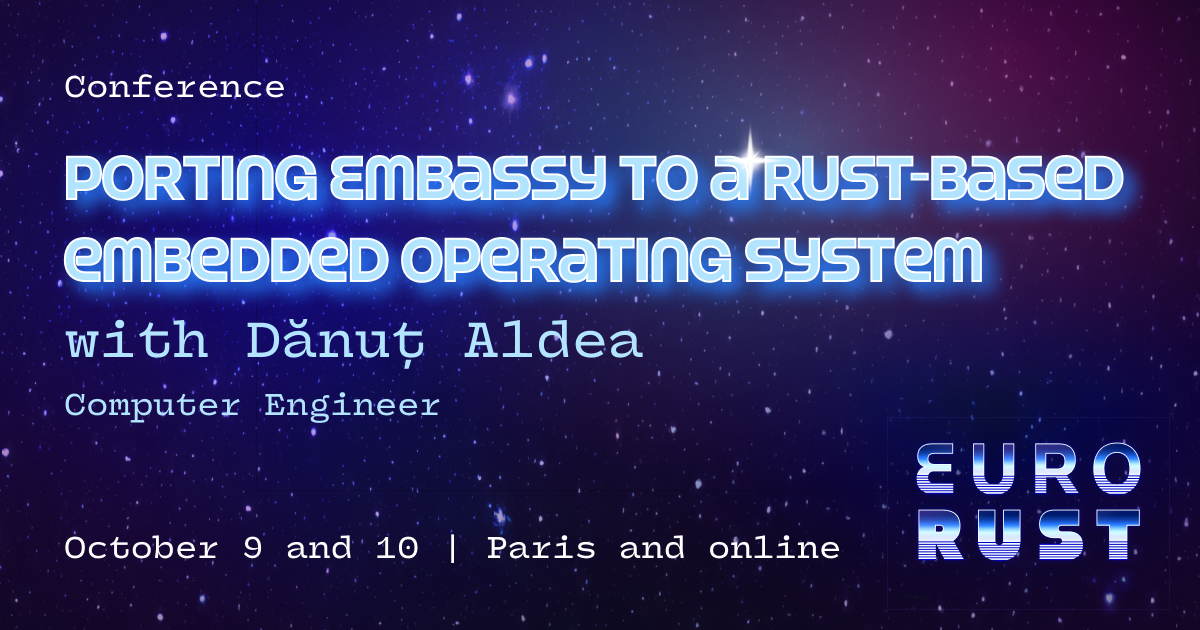 Conference
PORTING EMBASSY TO a RUST-BASED
EMBEDDED OPERATING SYSTEM
with Dănuț Aldea
Computer Engineer
October 9 and 10 | Paris and online
EURO
RUST